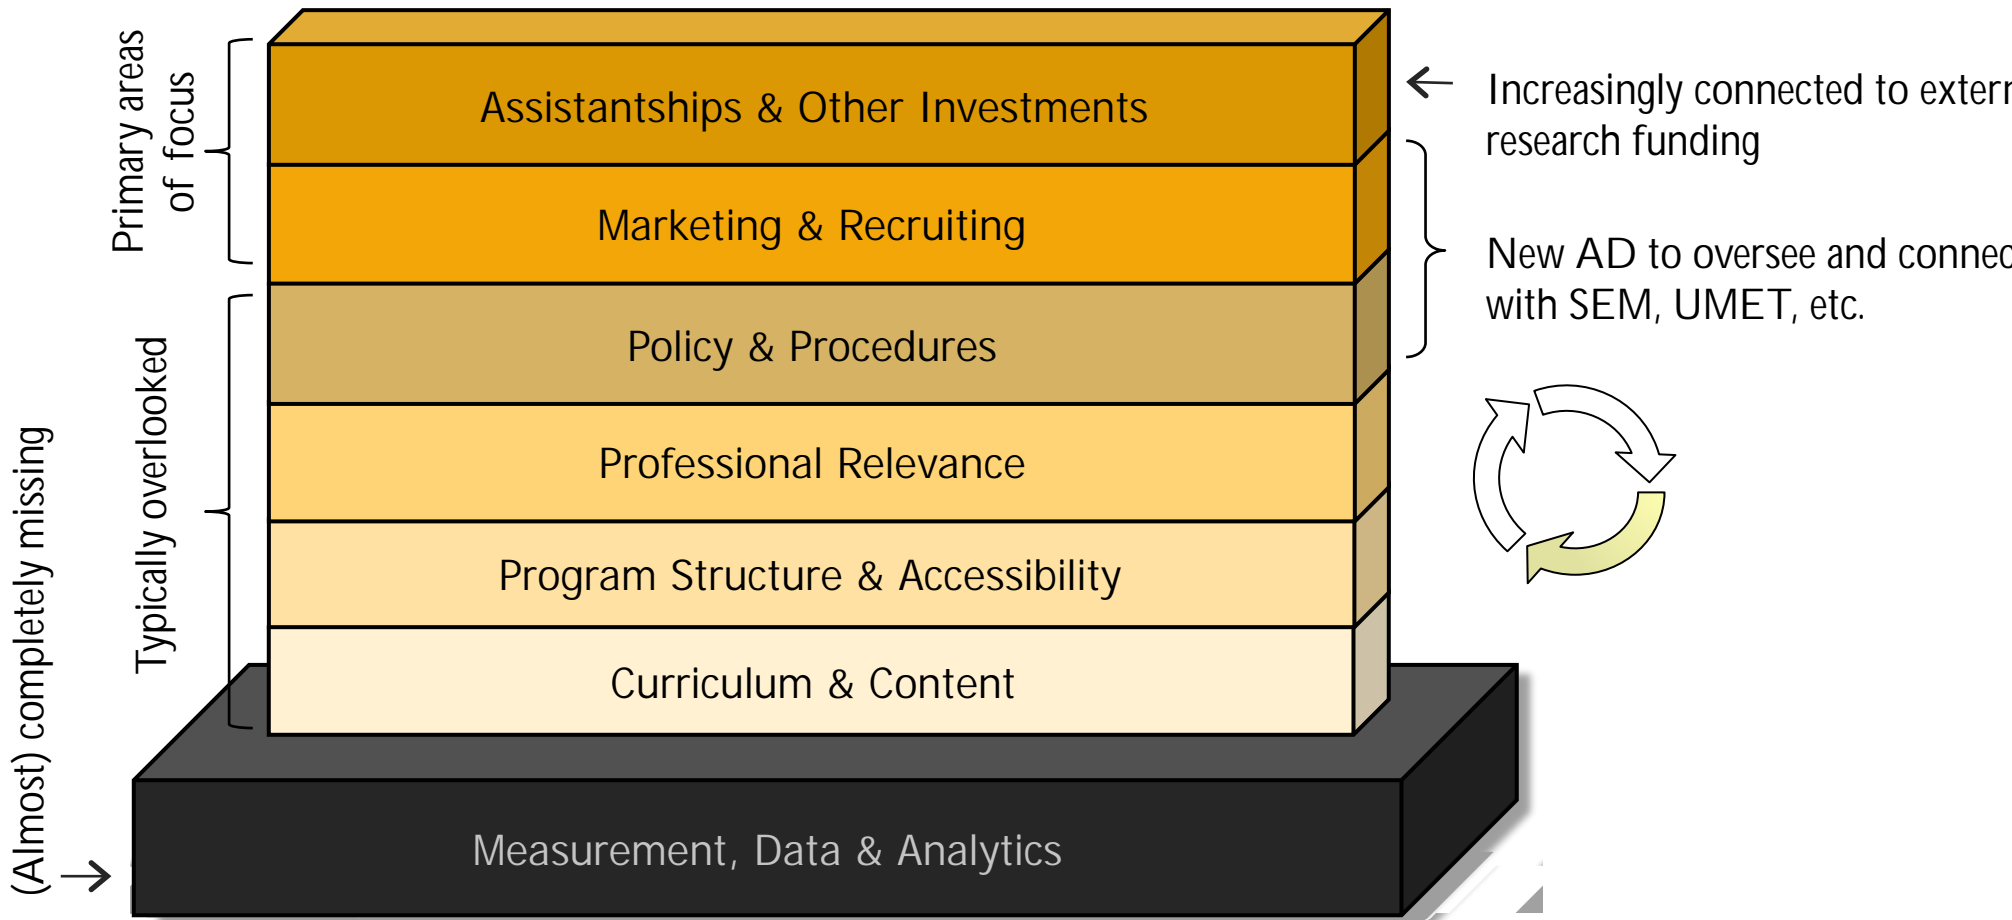 Primary areas
of focus
Typically overlooked
(Almost) completely missing
Assistantships & Other Investments
Marketing & Recruiting
Policy & Procedures
Professional Relevance
Program Structure & Accessibility
Curriculum & Content
Measurement, Data & Analytics
Increasingly connected to extern
research funding
New AD to oversee and connec
with SEM, UMET, etc.